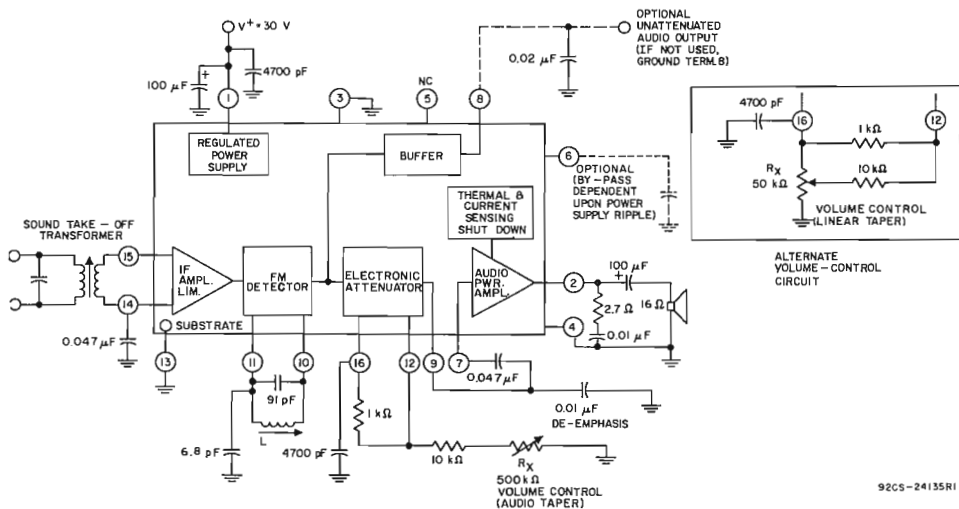 V+ = 30 V
100 µF
+
4700 pF
1
3
NC
5
8
0.02 µF
OPTIONAL
UNATTENUATED
AUDIO OUTPUT
(IF NOT USED,
GROUND TERM.8)
REGULATED
POWER
SUPPLY
BUFFER
6
OPTIONAL
(BY-PASS
DEPENDENT
UPON POWER
SUPPLY RIPPLE)
THERMAL &
CURRENT
SENSING
SHUT DOWN
4700 pF
16
12
1 kΩ
RX
50 kΩ
10 kΩ
VOLUME CONTROL
(LINEAR TAPER)
ALTERNATE
VOLUME-CONTROL
CIRCUIT
SOUND TAKE-OFF
TRANSFORMER
15
14
0.047 µF
IF
AMPL.
LIM.
FM
DETECTOR
ELECTRONIC
ATTENUATOR
AUDIO
PWR.
AMPL.
2
100 µF
+
2.7 Ω
16 Ω
0.01 µF
4
SUBSTRATE
13
11
10
16
12
9
7
0.047 µF
91 pF
L
6.8 pF
4700 pF
1 kΩ
0.01 µF
DE-EMPHASIS
10 kΩ
RX
500 kΩ
VOLUME CONTROL
(AUDIO TAPER)
92CS-24135R1